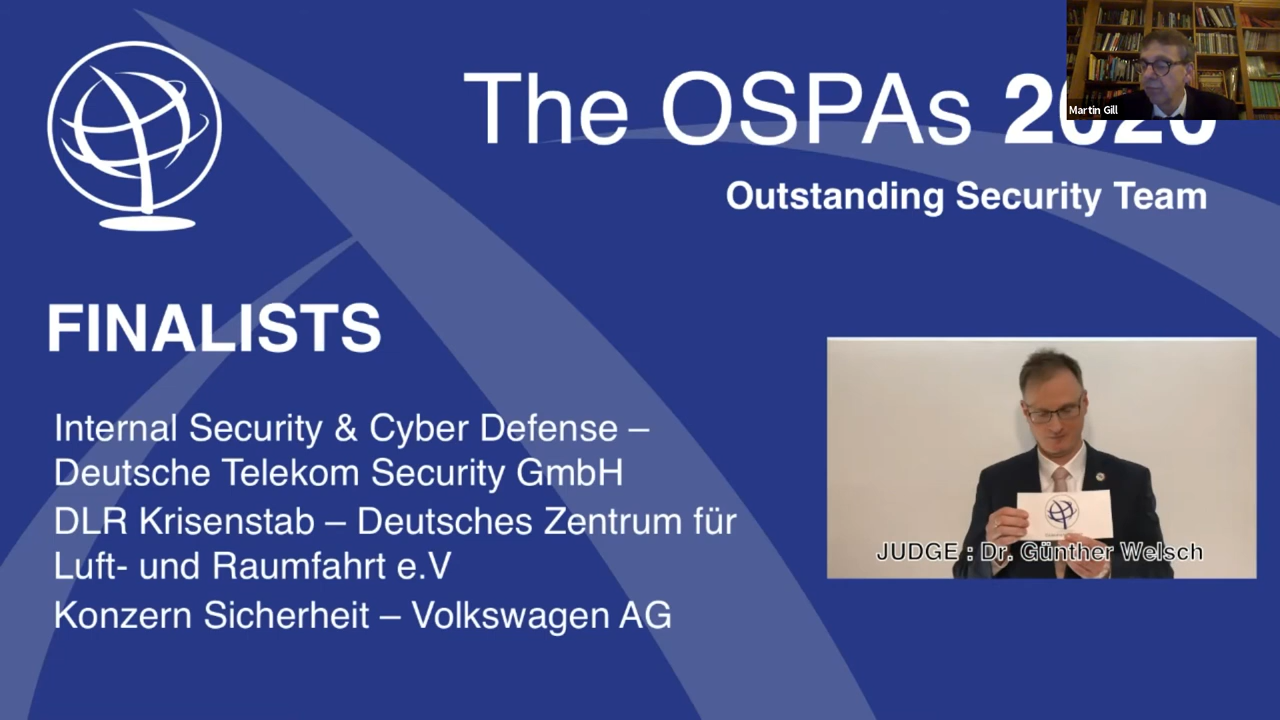 The OSPAs 2020
Martin Gill
Outstanding Security Team
FINALISTS
Internal Security & Cyber Defense –
Deutsche Telekom Security GmbH
DLR Krisenstab – Deutsches Zentrum für
Luft- und Raumfahrt e.V
Konzern Sicherheit – Volkswagen AG
JUDGE : Dr. Günther Welsch